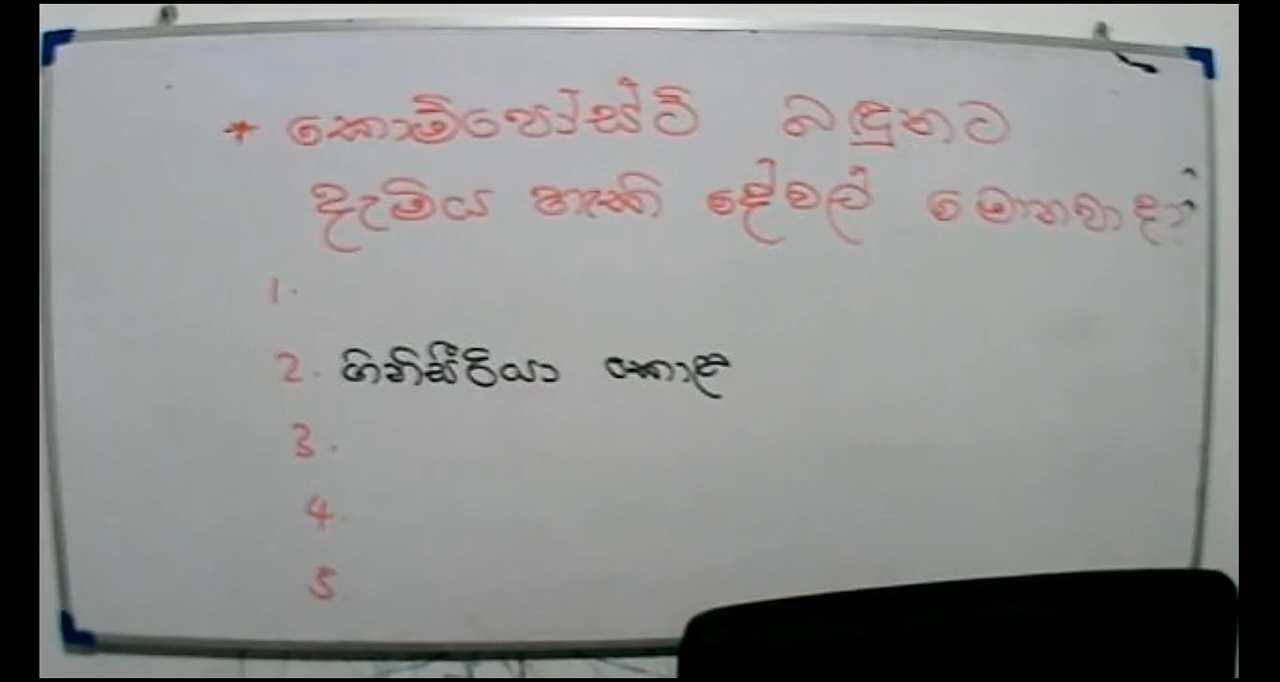 * කොම්පෝස්ට් බඳුනට
දැමිය හැකි දේවල් මොනවාද?
1.
2. ගිනිසීරියා කොළ
3.
4.
5.